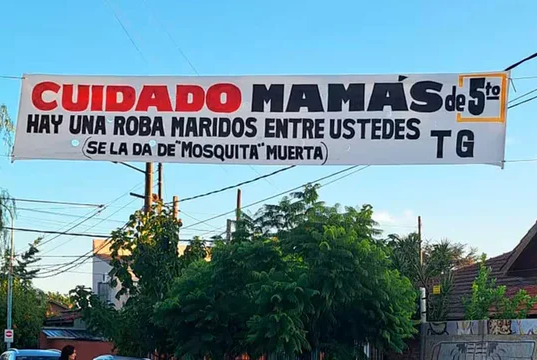 CUIDADO MAMÁS de 5to
HAY UNA ROBA MARIDOS ENTRE USTEDES TG
(SE LA DA DE "MOSQUITA" MUERTA)